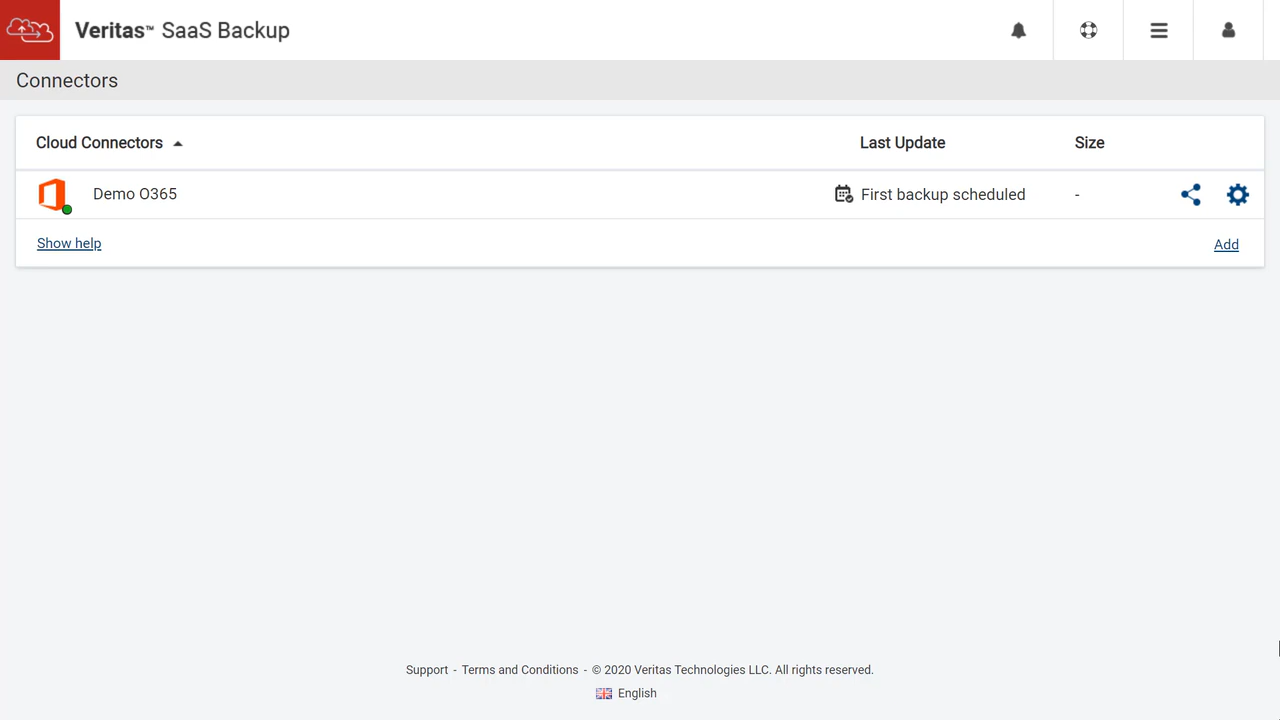 Veritas™ SaaS Backup
Connectors
Cloud Connectors Last Update Size
Demo O365 First backup scheduled -
Show help Add
Support - Terms and Conditions - © 2020 Veritas Technologies LLC. All rights reserved.
English